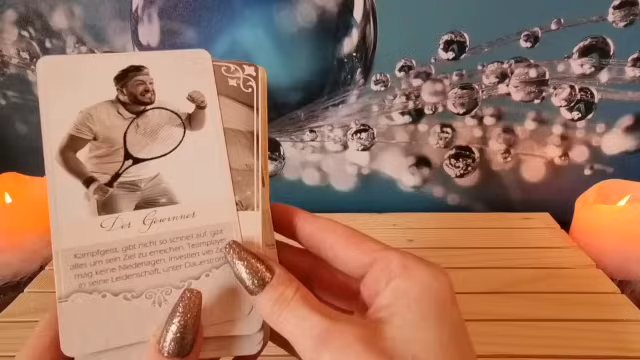 Der Gewinner
Kampfgeist, gibt nicht so schnell auf, gibt
alles um sein Ziel zu erreichen, Teamplayer,
mag keine Niederlagen, investiert viel Zeit
in seine Leidenschaft, unter Dauerstrom